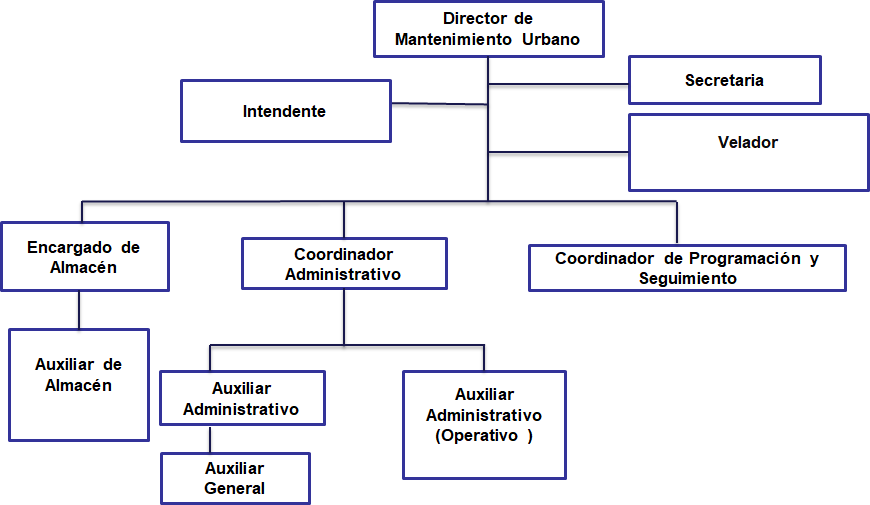 Director de
Mantenimiento Urbano
Secretaria
Intendente
Velador
Encargado de
Almacén
Coordinador
Administrativo
Coordinador de Programación y
Seguimiento
Auxiliar de
Almacén
Auxiliar
Administrativo
Auxiliar
Administrativo
(Operativo )
Auxiliar
General